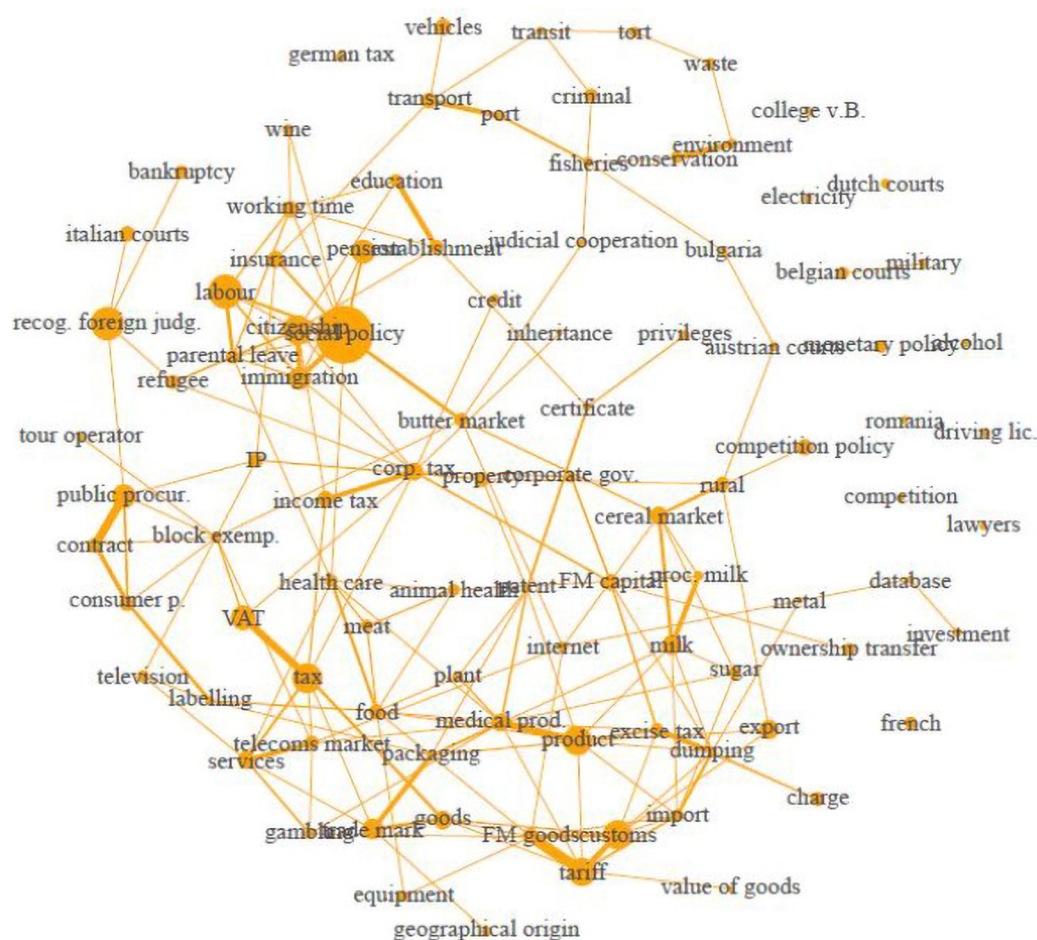 vehicles
transit
tort
german tax
waste
transport
criminal
college v.B.
port
wine
environment
conservation
fisheries
bankruptcy
education
dutch courts
electricity
working time
italian courts
judicial cooperation
pension
establishment
bulgaria
insurance
military
belgian courts
labour
credit
recog. foreign judg.
citizenship
social policy
inheritance
privileges
austrian courts
monetary policy
alcohol
parental leave
refugee
immigration
certificate
butter market
romania
driving lic.
tour operator
competition policy
IP
corp. tax
property
corporate gov.
rural
public procur.
income tax
competition
cereal market
lawyers
contract
block exemp.
health care
animal health
patent
FM capital
proc. milk
database
consumer p.
metal
VAT
meat
internet
milk
investment
ownership transfer
television
tax
plant
sugar
labelling
food
medical prod.
french
telecoms market
product
excise tax
export
services
packaging
dumping
charge
goods
import
gambling
trade mark
FM goods
customs
tariff
equipment
value of goods
geographical origin